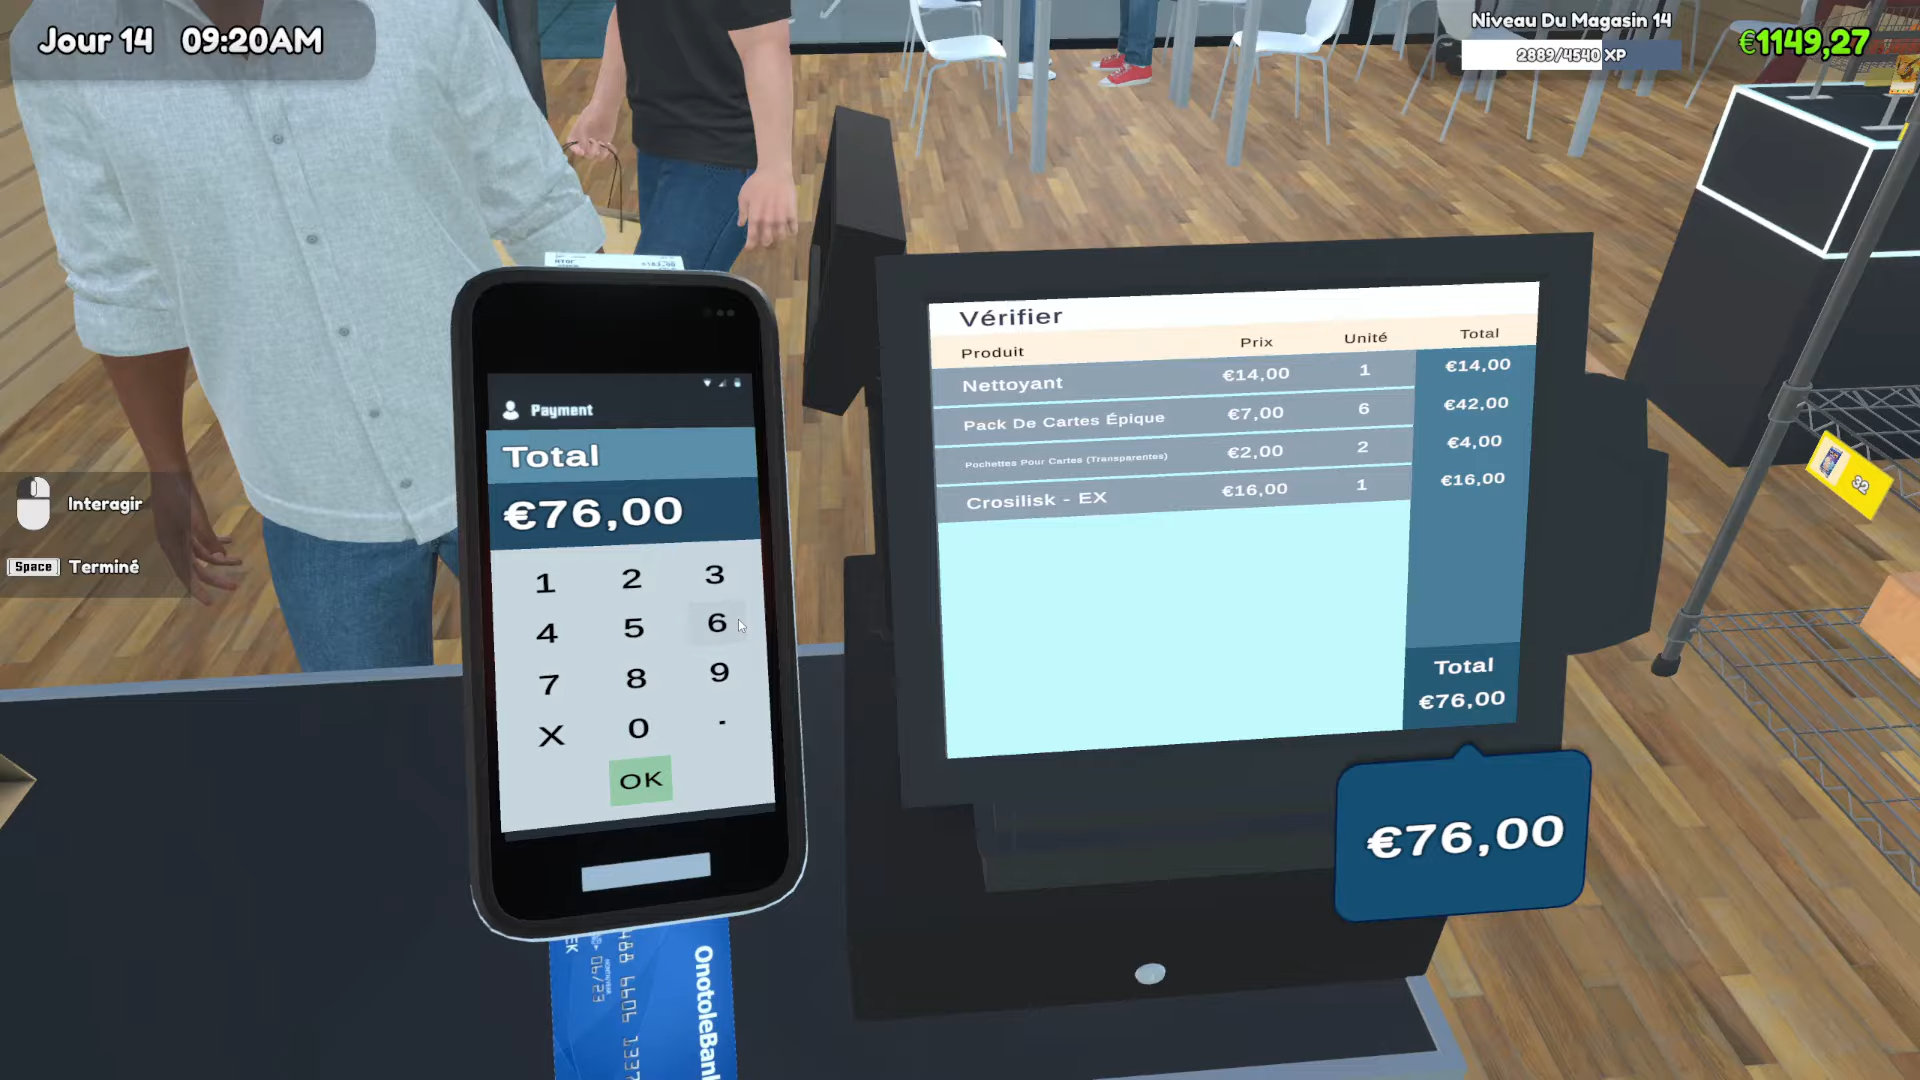 Jour 14 09:20AM
Niveau Du Magasin 14
2889/4540 XP
€1149,27
Interagir
Space Terminé
Payment
Total
€76,00
1 2 3
4 5 6
7 8 9
X 0 .
OK
Vérifier
Produit Prix Unité Total
Nettoyant €14,00 1 €14,00
Pack De Cartes Épique €7,00 6 €42,00
Pochettes Pour Cartes (Transparentes) €2,00 2 €4,00
Crosilisk - EX €16,00 1 €16,00
Total
€76,00
€76,00
32
OnotoleBank
06/23